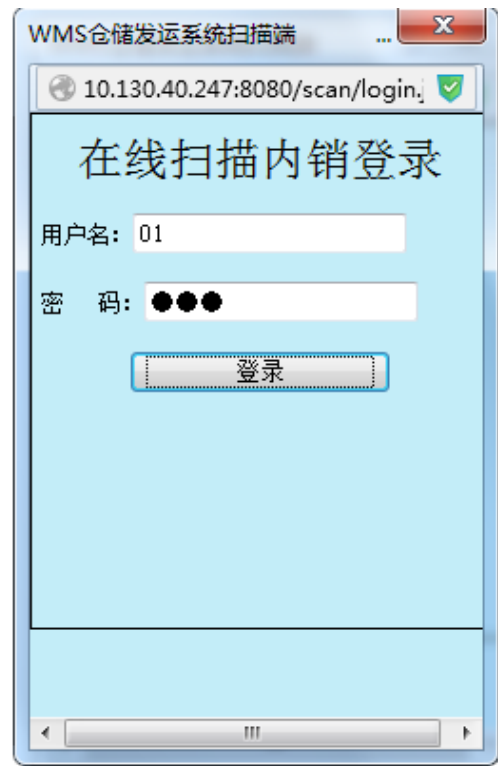 WMS仓储发运系统扫描端 ...
10.130.40.247:8080/scan/login.j
在线扫描内销登录
用户名: 01
密 码: ●●●
登录